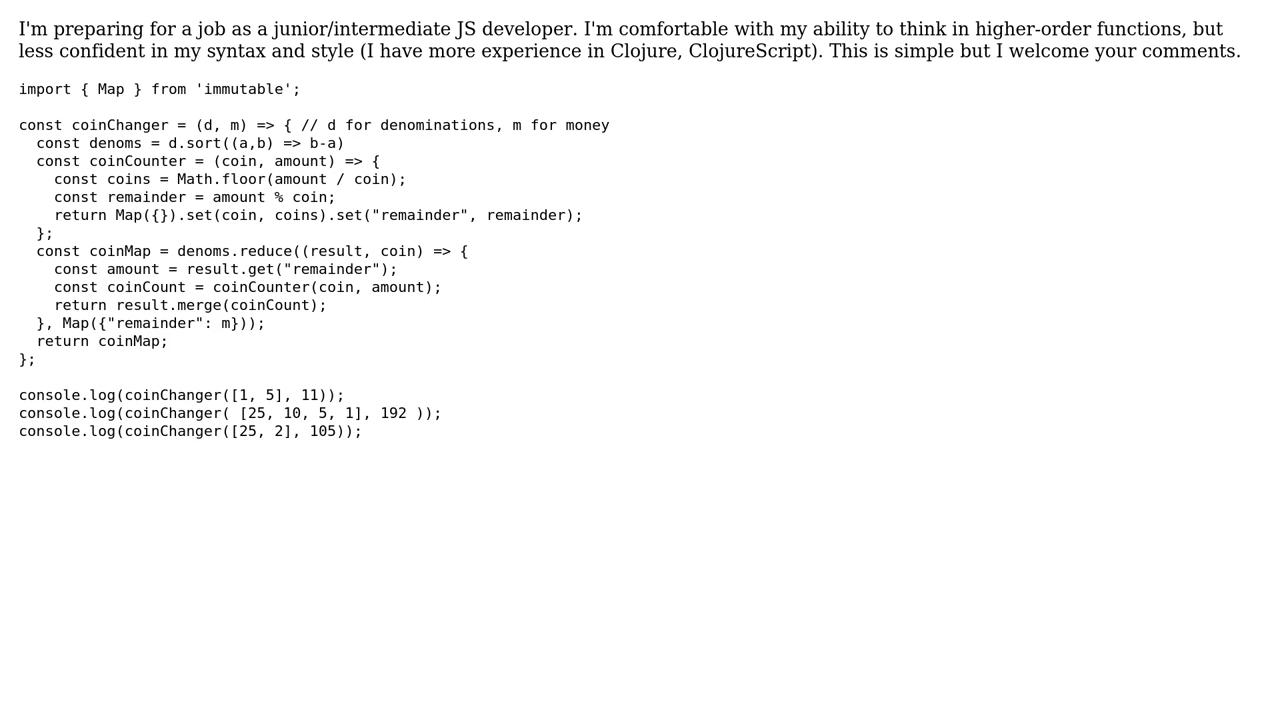 I'm preparing for a job as a junior/intermediate JS developer. I'm comfortable with my ability to think in higher-order functions, but
less confident in my syntax and style (I have more experience in Clojure, ClojureScript). This is simple but I welcome your comments.
import { Map } from 'immutable';
const coinChanger = (d, m) => { // d for denominations, m for money
  const denoms = d.sort((a,b) => b-a)
  const coinCounter = (coin, amount) => {
    const coins = Math.floor(amount / coin);
    const remainder = amount % coin;
    return Map({}).set(coin, coins).set("remainder", remainder);
  };
  const coinMap = denoms.reduce((result, coin) => {
    const amount = result.get("remainder");
    const coinCount = coinCounter(coin, amount);
    return result.merge(coinCount);
  }, Map({"remainder": m}));
  return coinMap;
};
console.log(coinChanger([1, 5], 11));
console.log(coinChanger( [25, 10, 5, 1], 192 ));
console.log(coinChanger([25, 2], 105));